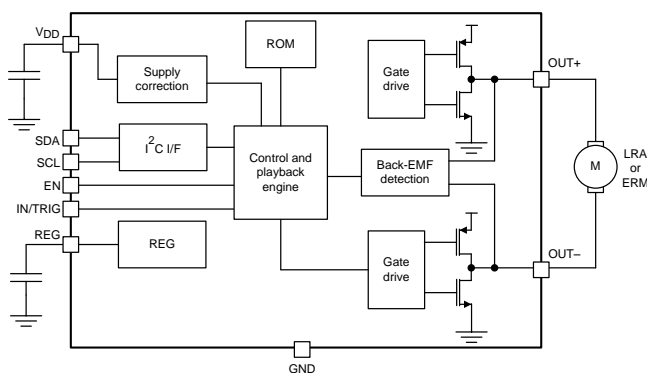 VDD
ROM
Supply
correction
Gate
drive
OUT+
SDA
SCL
I2C I/F
Control and
playback
engine
Back-EMF
detection
M
LRA
or
ERM
EN
IN/TRIG
REG
REG
Gate
drive
OUT–
GND